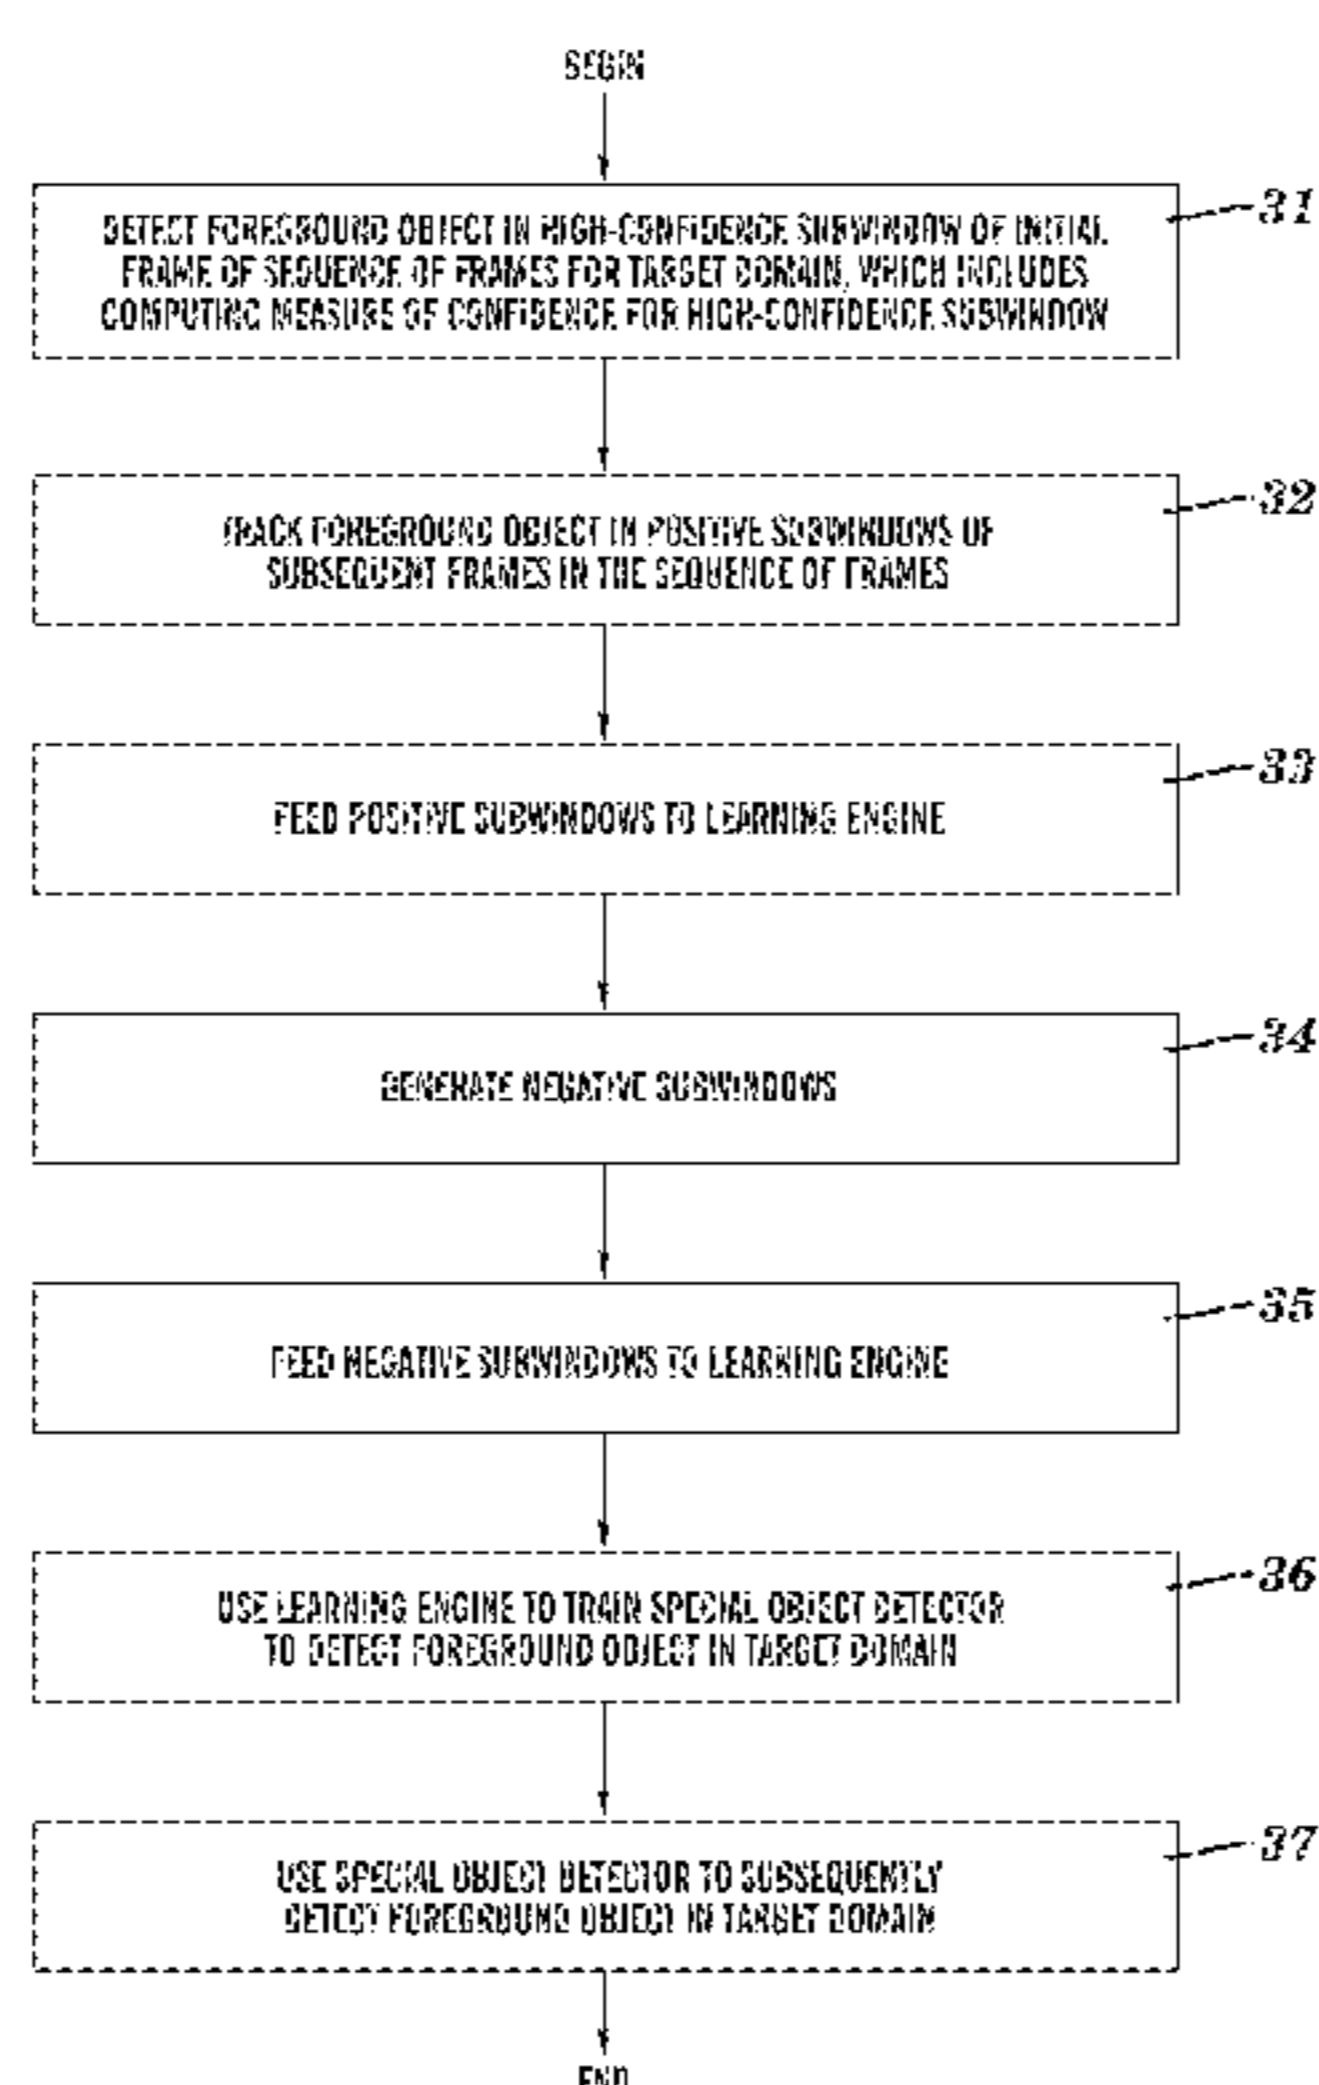 BEGIN
DETECT FOREGROUND OBJECT IN HIGH-CONFIDENCE SUBWINDOW OF INITIAL
FRAME OF SEQUENCE OF FRAMES FOR TARGET DOMAIN, WHICH INCLUDES
COMPUTING MEASURE OF CONFIDENCE FOR HIGH-CONFIDENCE SUBWINDOW
31
TRACK FOREGROUND OBJECT IN POSITIVE SUBWINDOWS OF
SUBSEQUENT FRAMES IN THE SEQUENCE OF FRAMES
32
FEED POSITIVE SUBWINDOWS TO LEARNING ENGINE
33
GENERATE NEGATIVE SUBWINDOWS
34
FEED NEGATIVE SUBWINDOWS TO LEARNING ENGINE
35
USE LEARNING ENGINE TO TRAIN SPECIAL OBJECT DETECTOR
TO DETECT FOREGROUND OBJECT IN TARGET DOMAIN
36
USE SPECIAL OBJECT DETECTOR TO SUBSEQUENTLY
DETECT FOREGROUND OBJECT IN TARGET DOMAIN
37
END